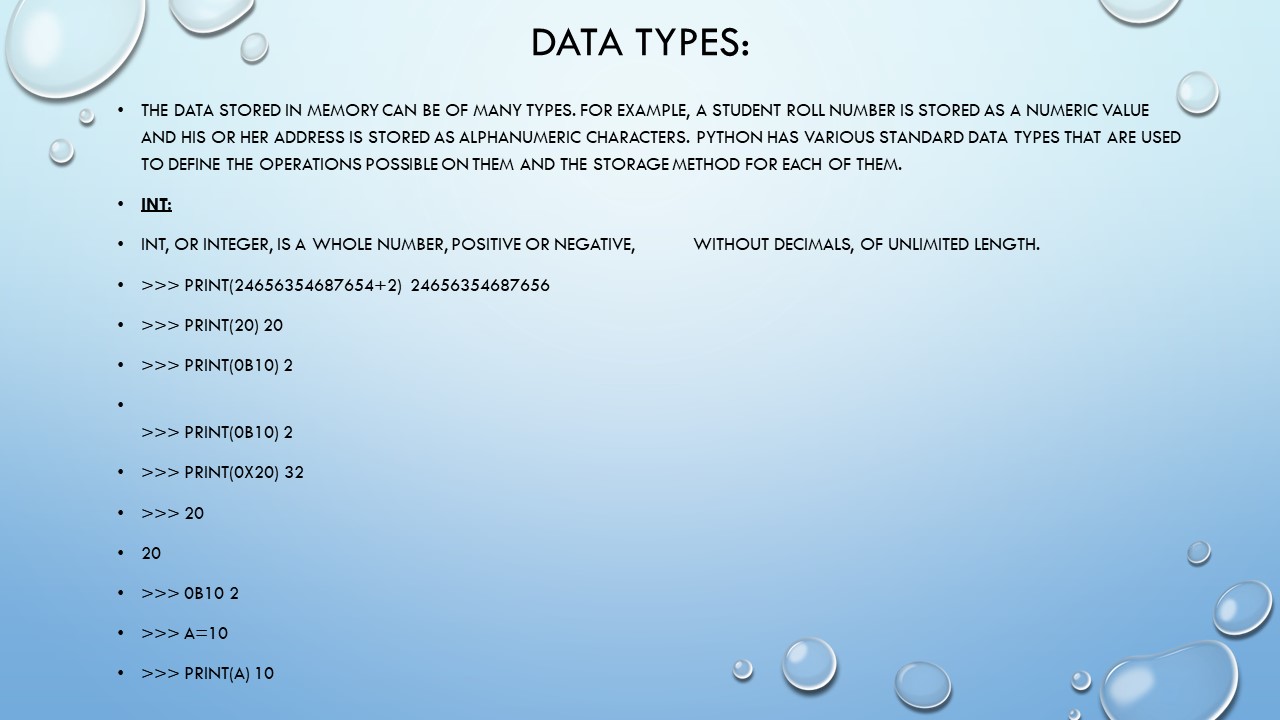 DATA TYPES:
• THE DATA STORED IN MEMORY CAN BE OF MANY TYPES. FOR EXAMPLE, A STUDENT ROLL NUMBER IS STORED AS A NUMERIC VALUE
AND HIS OR HER ADDRESS IS STORED AS ALPHANUMERIC CHARACTERS. PYTHON HAS VARIOUS STANDARD DATA TYPES THAT ARE USED
TO DEFINE THE OPERATIONS POSSIBLE ON THEM AND THE STORAGE METHOD FOR EACH OF THEM.
• INT:
• INT, OR INTEGER, IS A WHOLE NUMBER, POSITIVE OR NEGATIVE, WITHOUT DECIMALS, OF UNLIMITED LENGTH.
• >>> PRINT(24656354687654+2) 24656354687656
• >>> PRINT(20) 20
• >>> PRINT(0B10) 2
•
>>> PRINT(0B10) 2
• >>> PRINT(0X20) 32
• >>> 20
• 20
• >>> 0B10 2
• >>> A=10
• >>> PRINT(A) 10